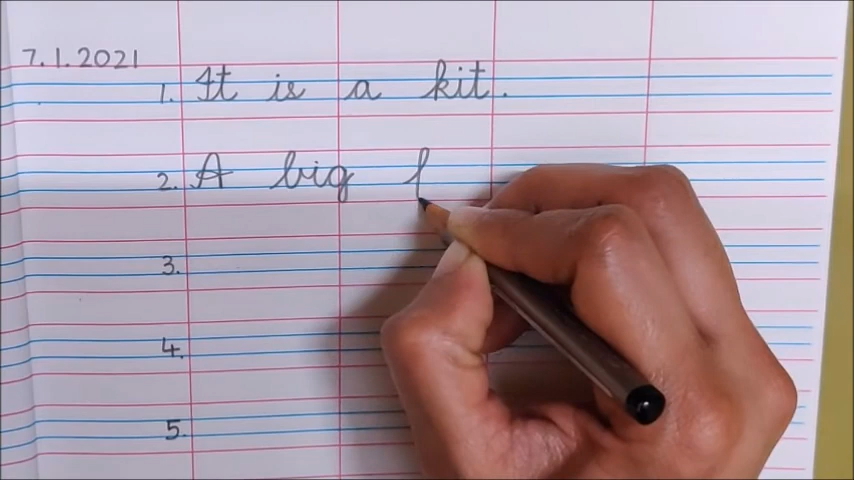 7.1.2021
1. It is a kit.
2. A big f
3.
4.
5.